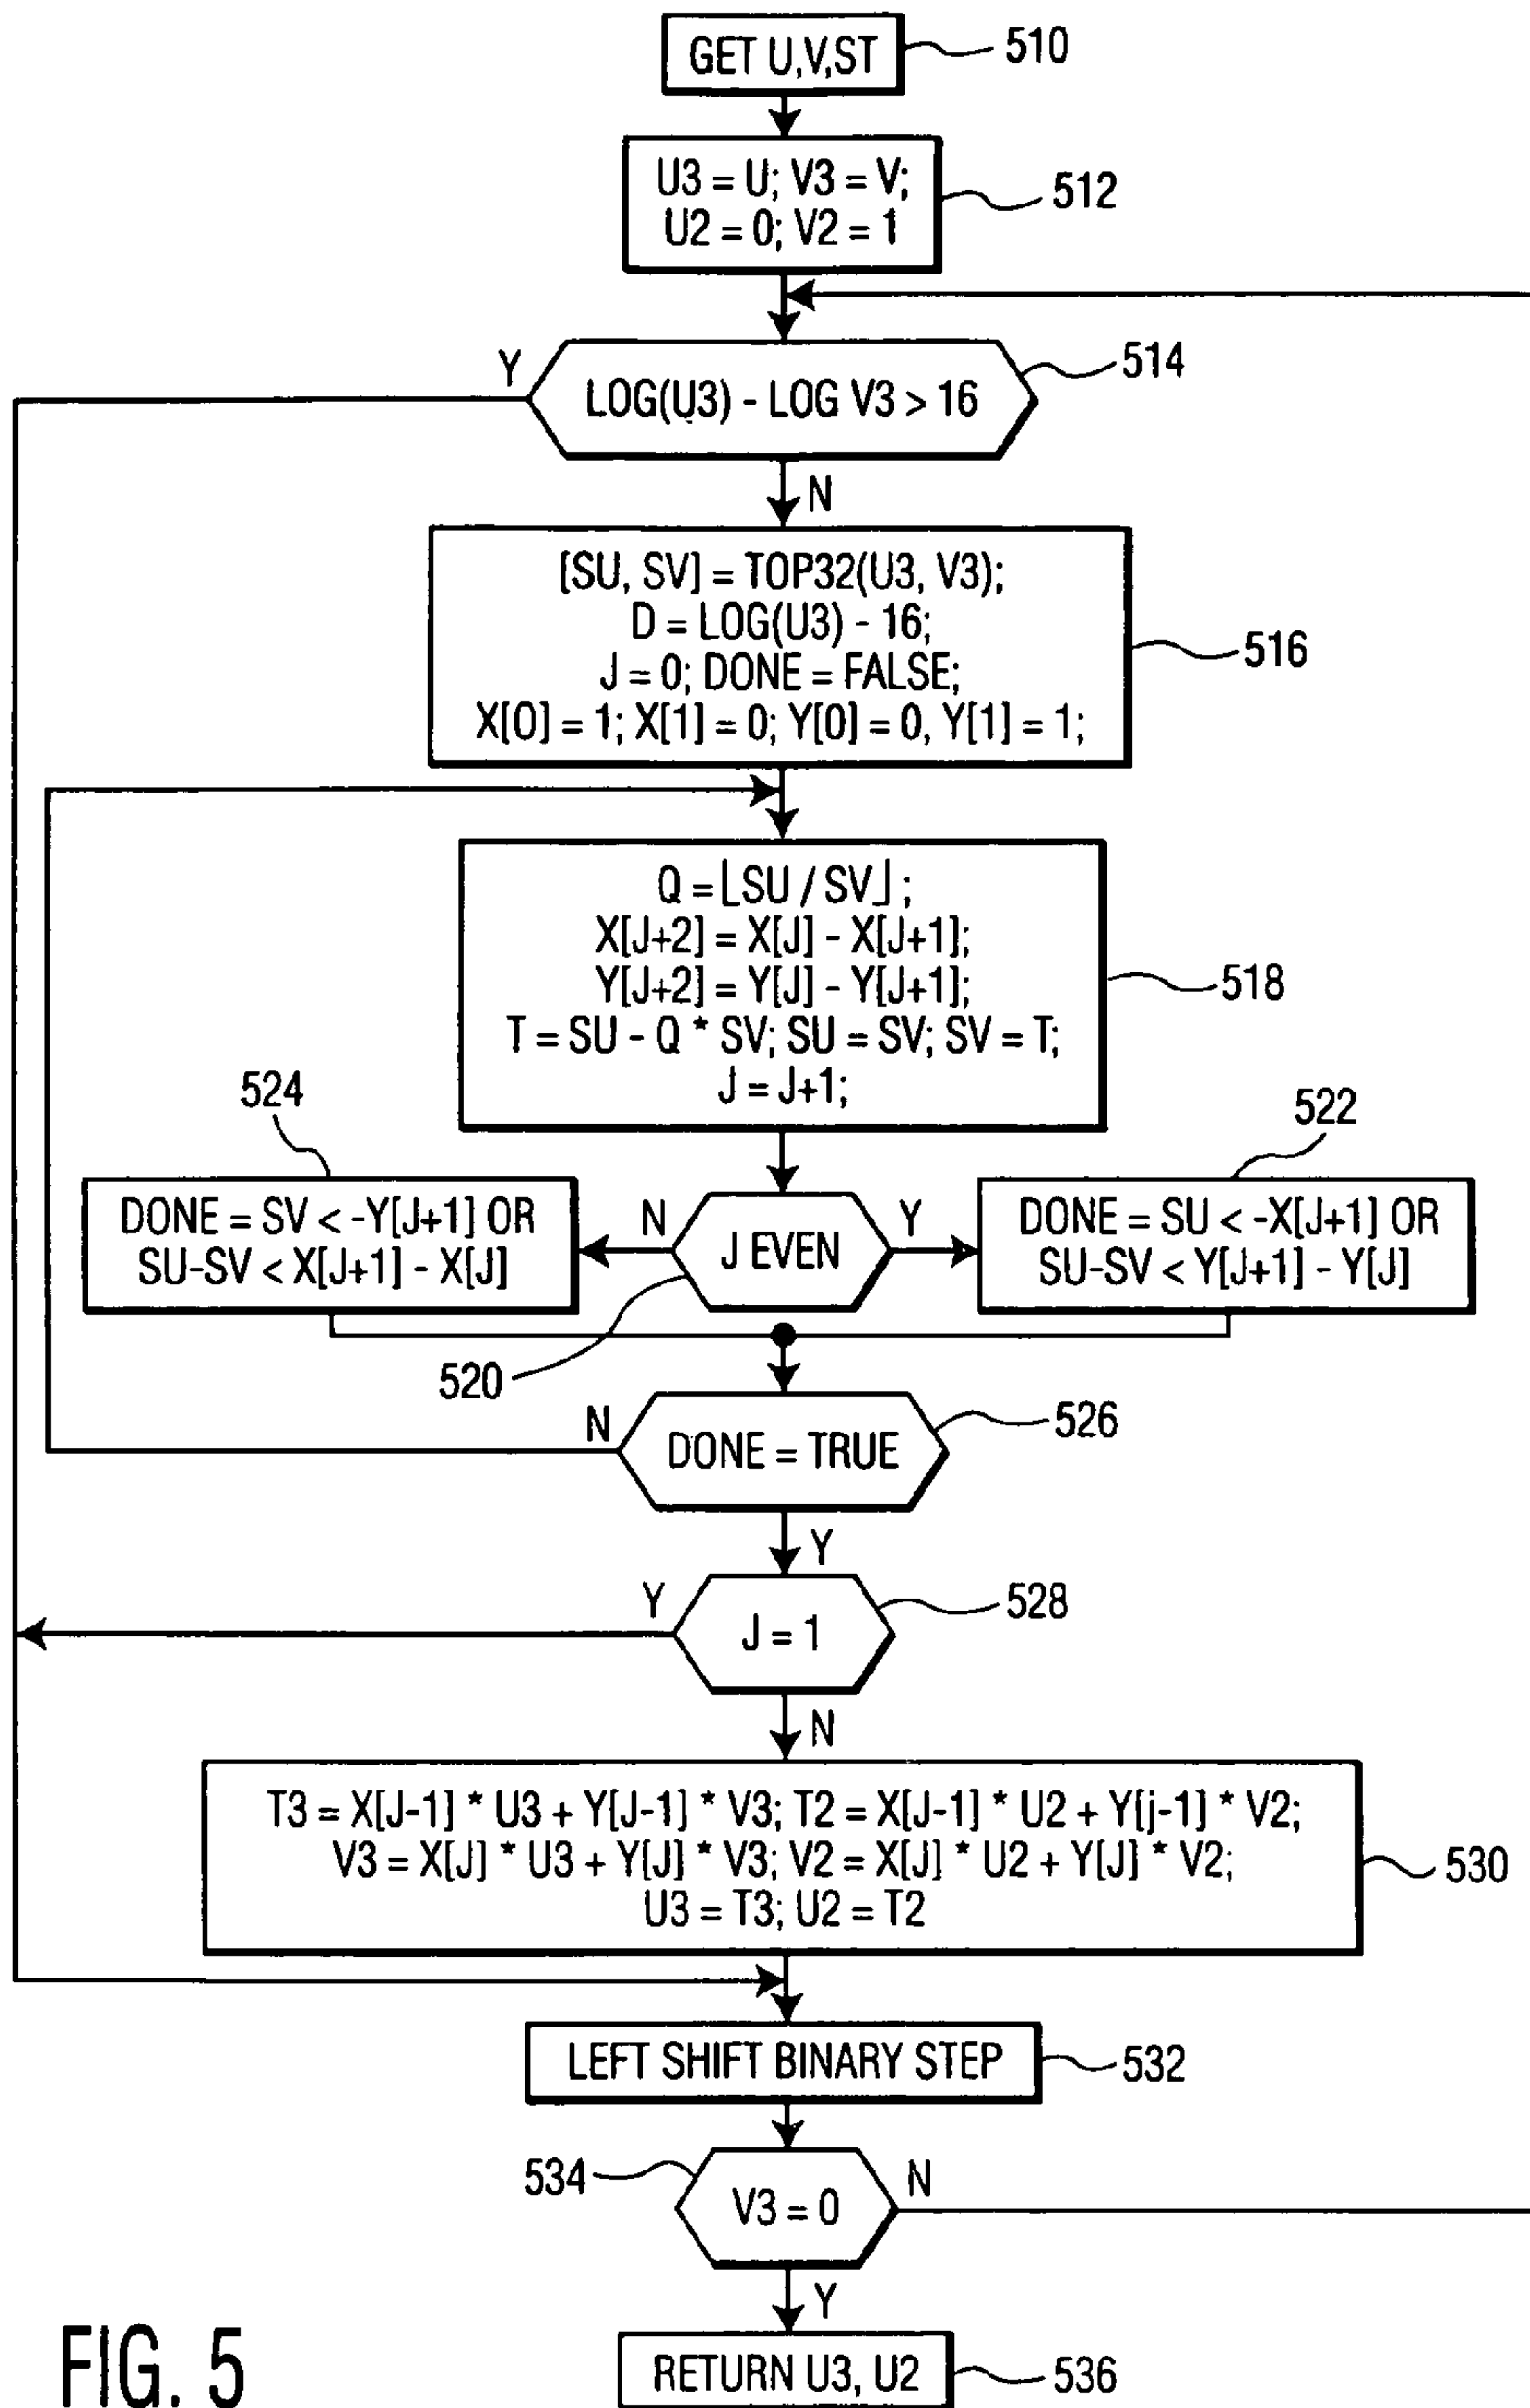 GET U,V,ST
510
U3 = U; V3 = V;
U2 = 0; V2 = 1
512
Y
LOG(U3) - LOG V3 > 16
514
N
[SU, SV] = TOP32(U3, V3);
D = LOG(U3) - 16;
J = 0; DONE = FALSE;
X[0] = 1; X[1] = 0; Y[0] = 0, Y[1] = 1;
516
Q = ⌊SU / SV⌋ ;
X[J+2] = X[J] - X[J+1];
Y[J+2] = Y[J] - Y[J+1];
T = SU - Q * SV; SU = SV; SV = T;
J = J+1;
518
524
522
DONE = SV < -Y[J+1] OR
SU-SV < X[J+1] - X[J]
N
J EVEN
Y
DONE = SU < -X[J+1] OR
SU-SV < Y[J+1] - Y[J]
520
N
DONE = TRUE
526
Y
Y
J = 1
528
N
T3 = X[J-1] * U3 + Y[J-1] * V3; T2 = X[J-1] * U2 + Y[j-1] * V2;
V3 = X[J] * U3 + Y[J] * V3; V2 = X[J] * U2 + Y[J] * V2;
U3 = T3; U2 = T2
530
LEFT SHIFT BINARY STEP
532
534
V3 = 0
N
Y
RETURN U3, U2
536
FIG. 5